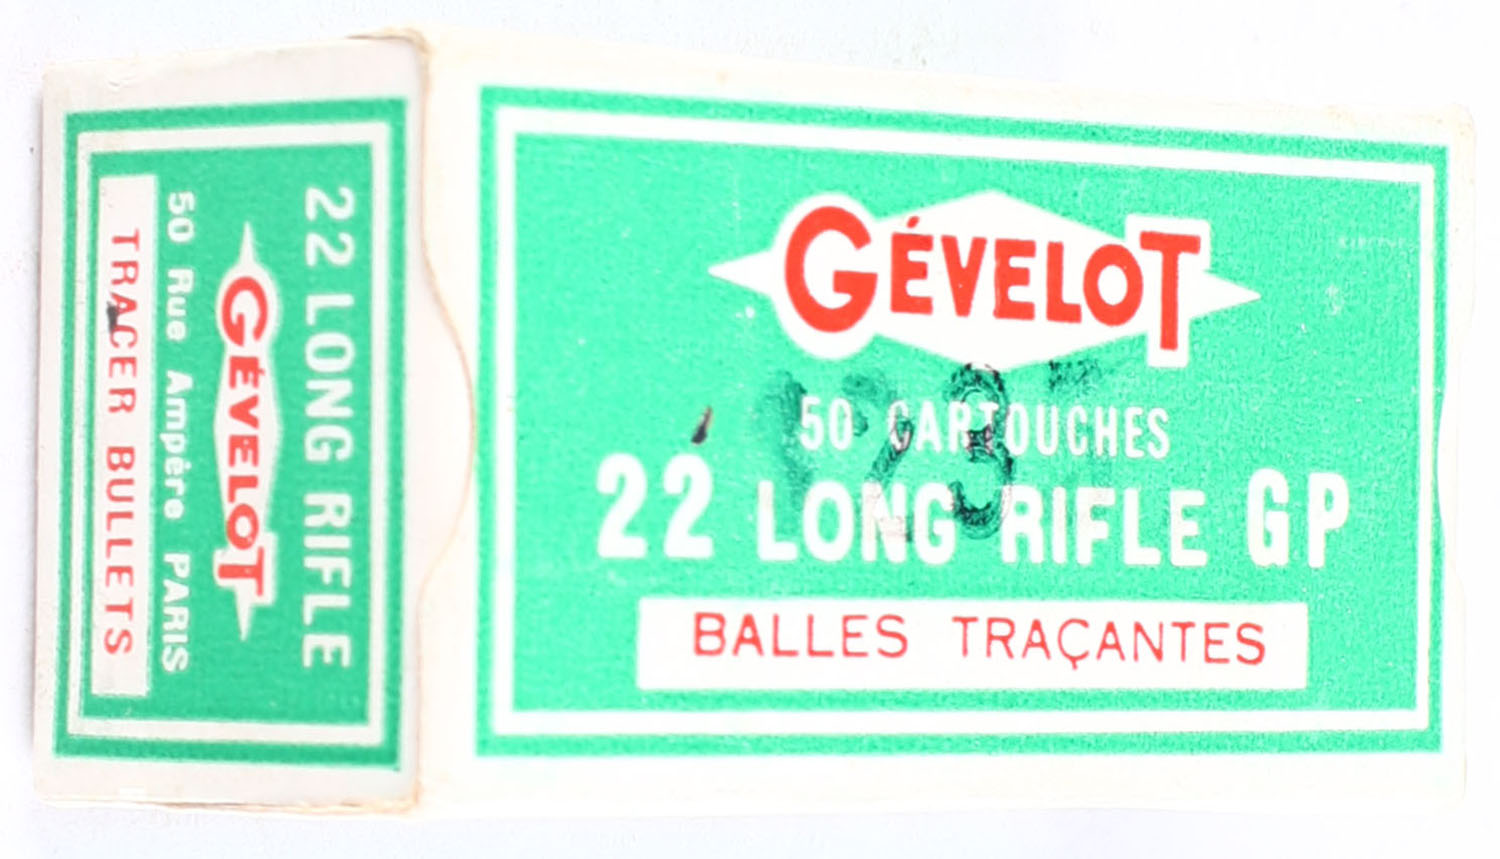 22 LONG RIFLE
GÉVELOT
50 Rue Ampère PARIS
TRACER BULLETS
GÉVELOT
50 CARTOUCHES
22 LONG RIFLE GP
BALLES TRAÇANTES